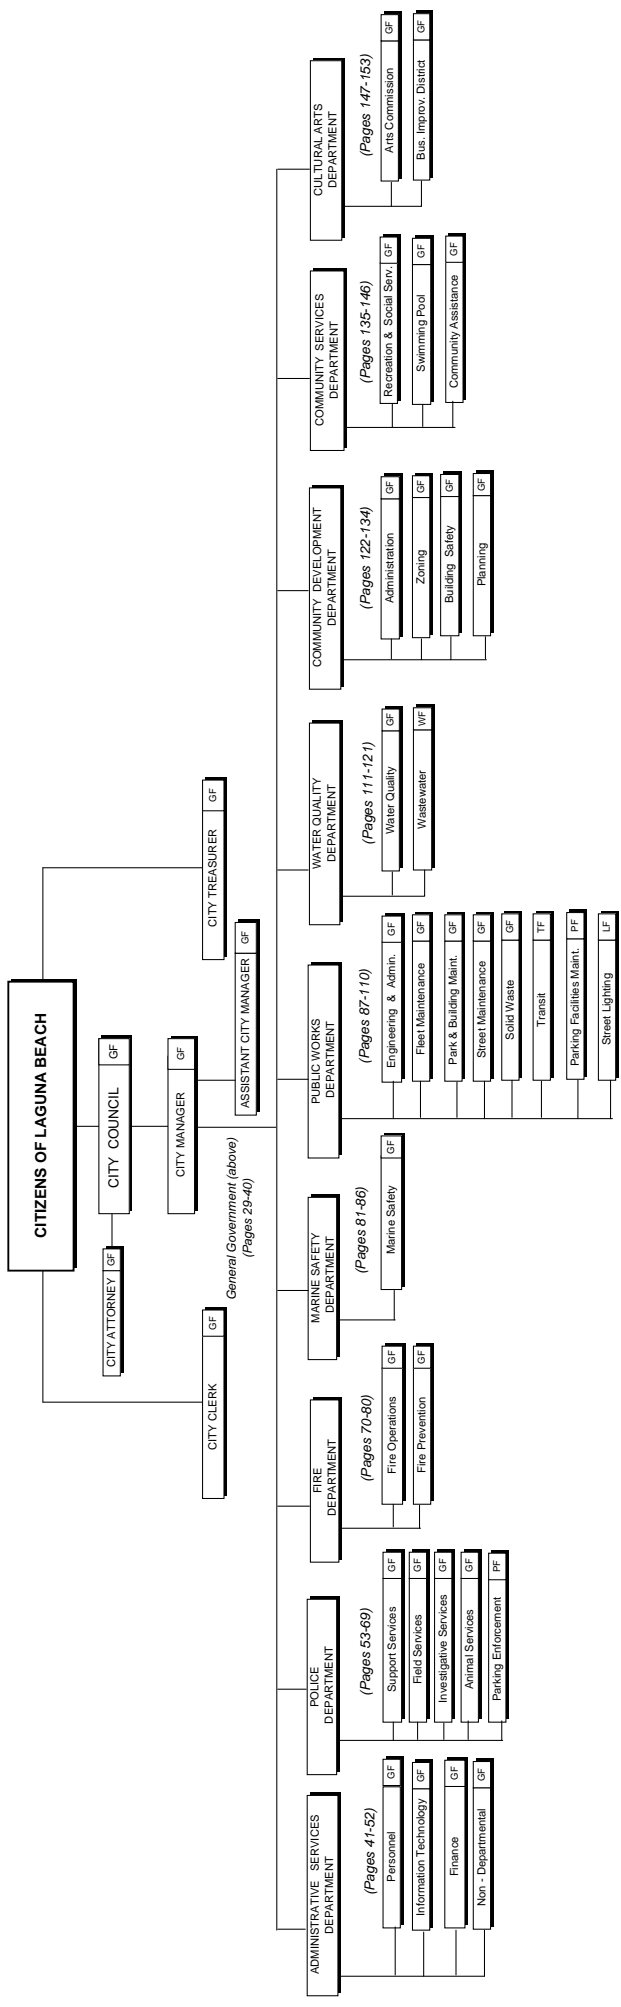 CITIZENS OF LAGUNA BEACH
CITY ATTORNEY GF
CITY COUNCIL GF
CITY MANAGER GF
CITY CLERK GF
CITY TREASURER GF
ASSISTANT CITY MANAGER GF
General Government (above)
(Pages 29-40)
ADMINISTRATIVE SERVICES
DEPARTMENT
(Pages 41-52)
Personnel GF
Information Technology GF
Finance GF
Non - Departmental GF
POLICE
DEPARTMENT
(Pages 53-69)
Support Services GF
Field Services GF
Investigative Services GF
Animal Services GF
Parking Enforcement PF
FIRE
DEPARTMENT
(Pages 70-80)
Fire Operations GF
Fire Prevention GF
MARINE SAFETY
DEPARTMENT
(Pages 81-86)
Marine Safety GF
PUBLIC WORKS
DEPARTMENT
(Pages 87-110)
Engineering & Admin. GF
Fleet Maintenance GF
Park & Building Maint. GF
Street Maintenance GF
Solid Waste GF
Transit TF
Parking Facilities Maint. PF
Street Lighting LF
WATER QUALITY
DEPARTMENT
(Pages 111-121)
Water Quality GF
Wastewater WF
COMMUNITY DEVELOPMENT
DEPARTMENT
(Pages 122-134)
Administration GF
Zoning GF
Building Safety GF
Planning GF
COMMUNITY SERVICES
DEPARTMENT
(Pages 135-146)
Recreation & Social Serv. GF
Swimming Pool GF
Community Assistance GF
CULTURAL ARTS
DEPARTMENT
(Pages 147-153)
Arts Commission GF
Bus. Improv. District GF